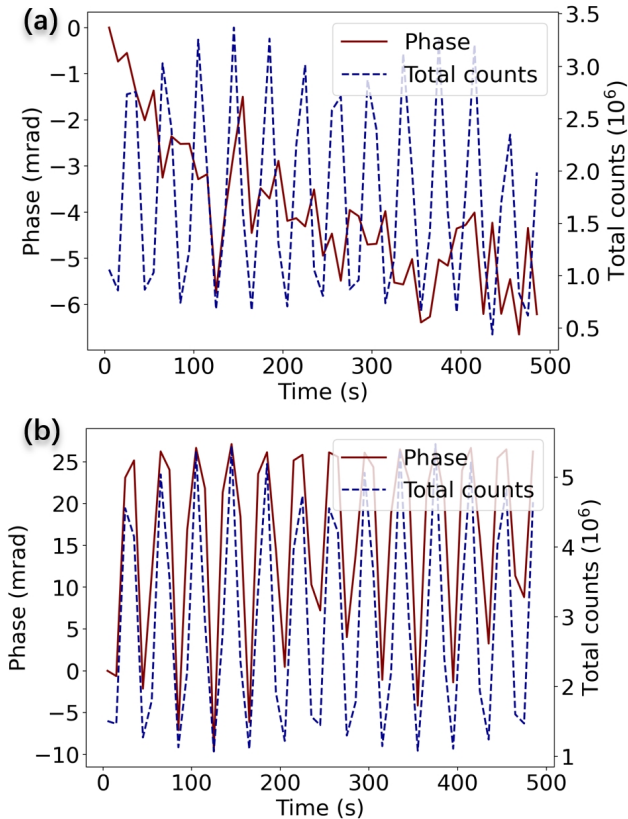 (a)
0
−1
−2
−3
−4
−5
−6
Phase (mrad)
3.5
3.0
2.5
2.0
1.5
1.0
0.5
Total counts (10⁶)
Phase
Total counts
0 100 200 300 400 500
Time (s)
(b)
25
20
15
10
5
0
−5
−10
Phase (mrad)
5
4
3
2
1
Total counts (10⁶)
Phase
Total counts
0 100 200 300 400 500
Time (s)